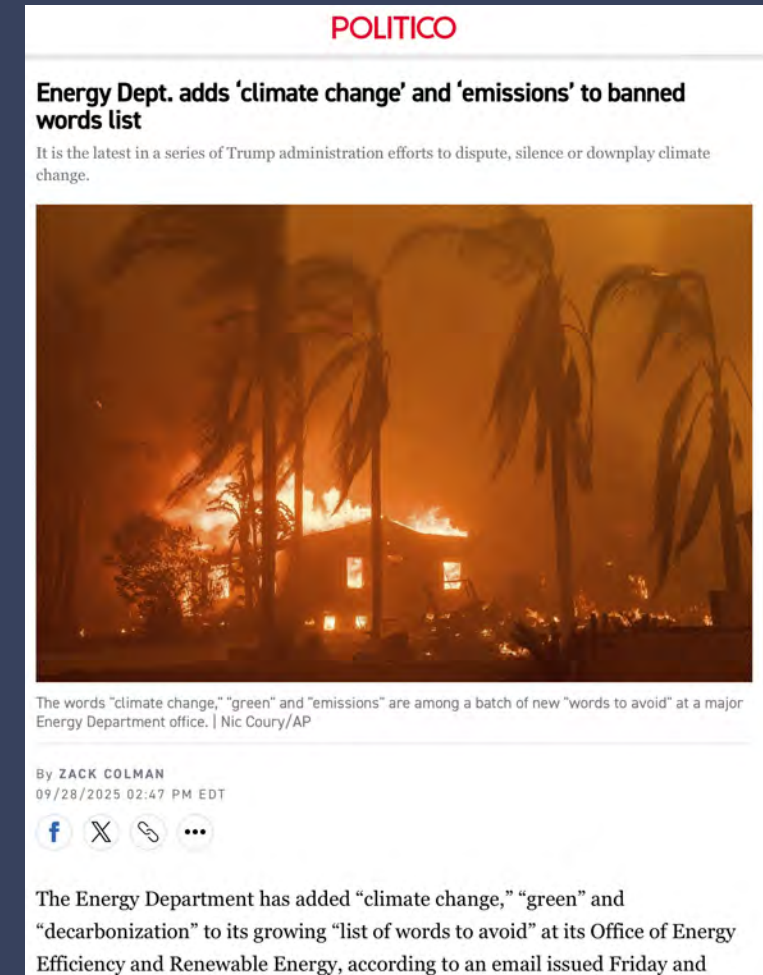 POLITICO
Energy Dept. adds ‘climate change’ and ‘emissions’ to banned
words list
It is the latest in a series of Trump administration efforts to dispute, silence or downplay climate
change.
The words "climate change," "green" and "emissions" are among a batch of new "words to avoid" at a major
Energy Department office. | Nic Coury/AP
By ZACK COLMAN
09/28/2025 02:47 PM EDT
The Energy Department has added “climate change,” “green” and
“decarbonization” to its growing “list of words to avoid” at its Office of Energy
Efficiency and Renewable Energy, according to an email issued Friday and